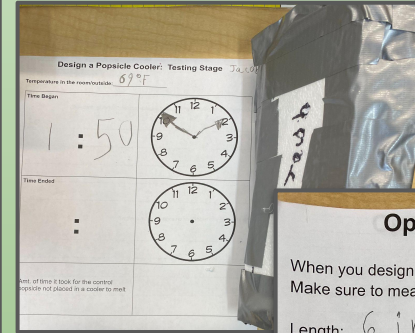 Design a Popsicle Cooler: Testing Stage Jaco
Temperature in the room/outside: 69°F
Time Began
1:50
11 12 1
10 2
9 3
8 4
7 6 5
Time Ended
:
11 12 1
10 2
9 3
8 4
7 6 5
Amt. of time it took for the control
popsicle not placed in a cooler to melt
Op
When you design
Make sure to mea
Length: 6 in